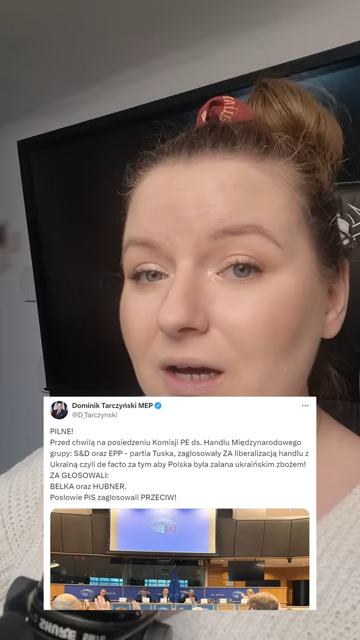 Dominik Tarczyński MEP
@D_Tarczynski
PILNE!
Przed chwilą na posiedzeniu Komisji PE ds. Handlu Międzynarodowego
grupy: S&D oraz EPP - partia Tuska, zagłosowały ZA liberalizacją handlu z
Ukrainą czyli de facto za tym aby Polska była zalana ukraińskim zbożem!
ZA GŁOSOWALI:
BELKA oraz HUBNER.
Posłowie PiS zagłosowali PRZECIW!
SHURE